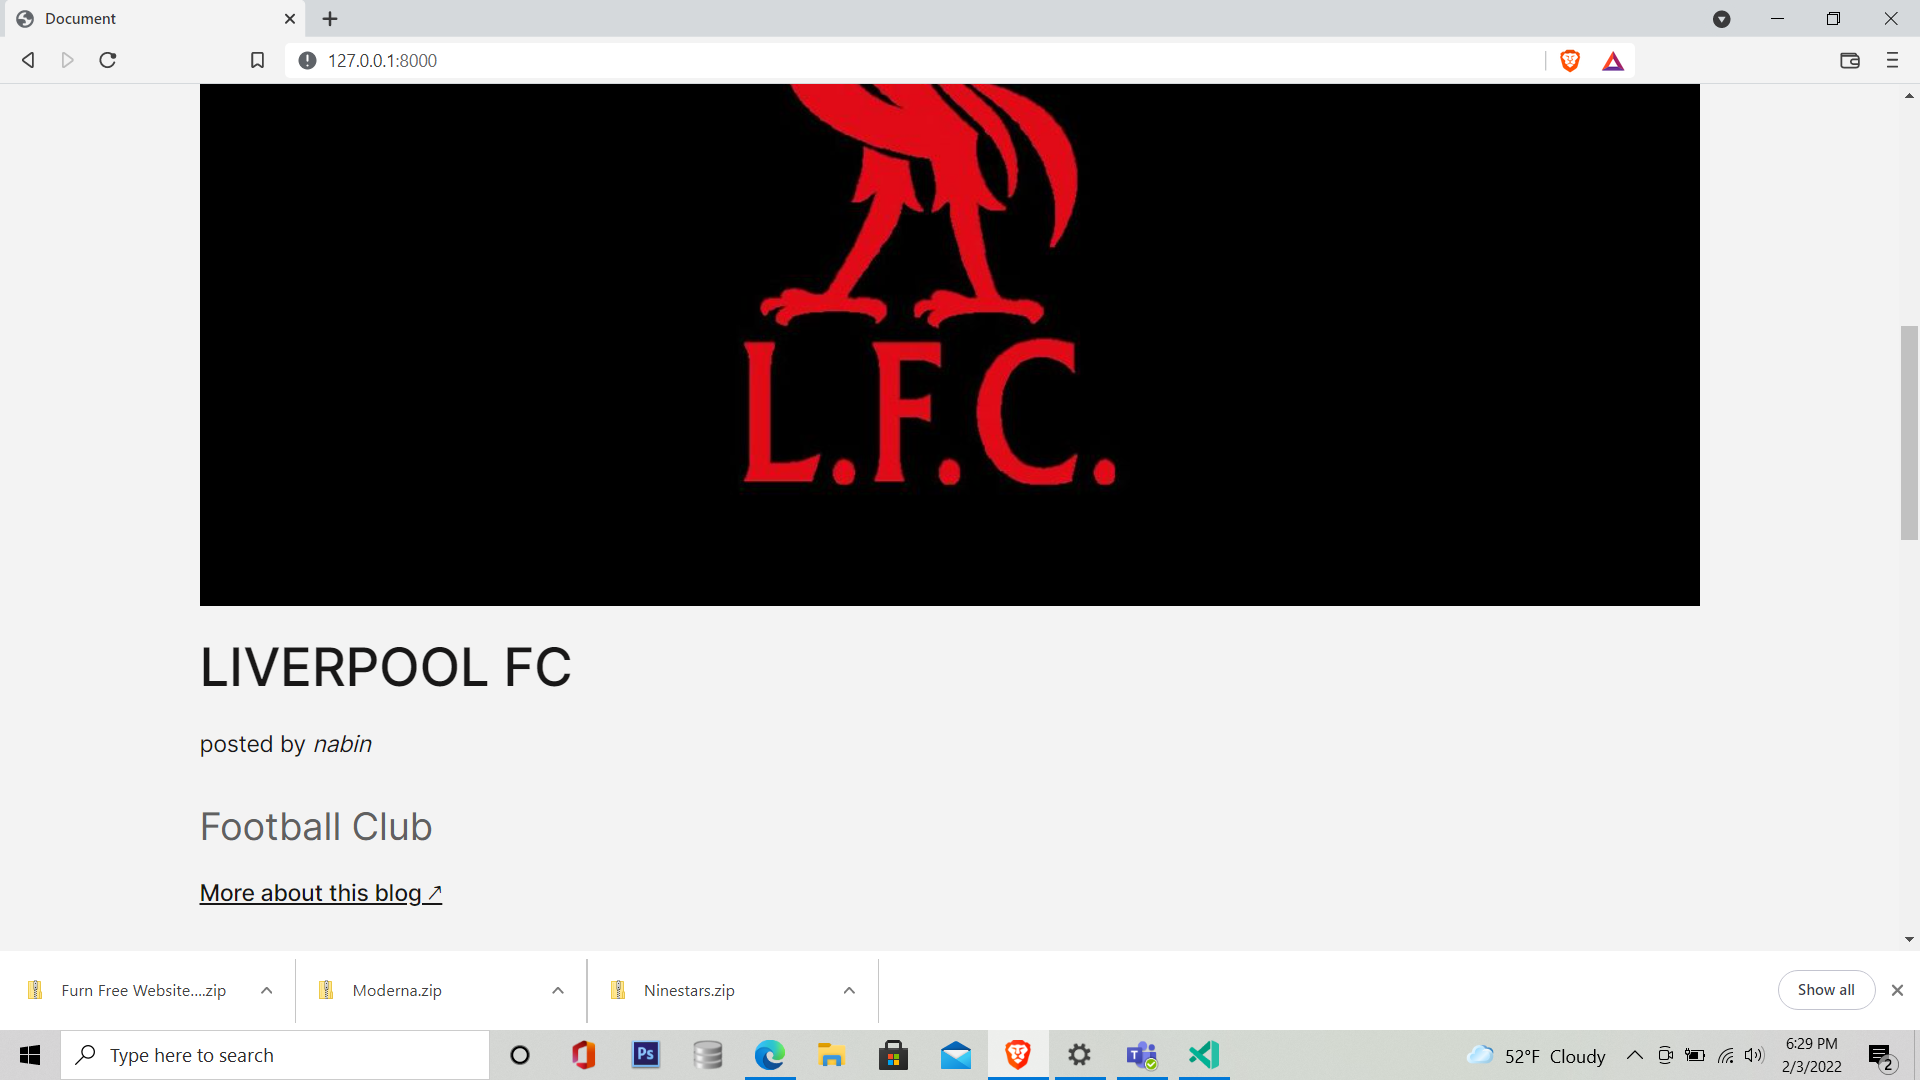 Document
127.0.0.1:8000
L.F.C.
LIVERPOOL FC
posted by nabin
Football Club
More about this blog ↗
Furn Free Website....zip
Moderna.zip
Ninestars.zip
Show all
Type here to search
Ps
52°F Cloudy
6:29 PM
2/3/2022
2